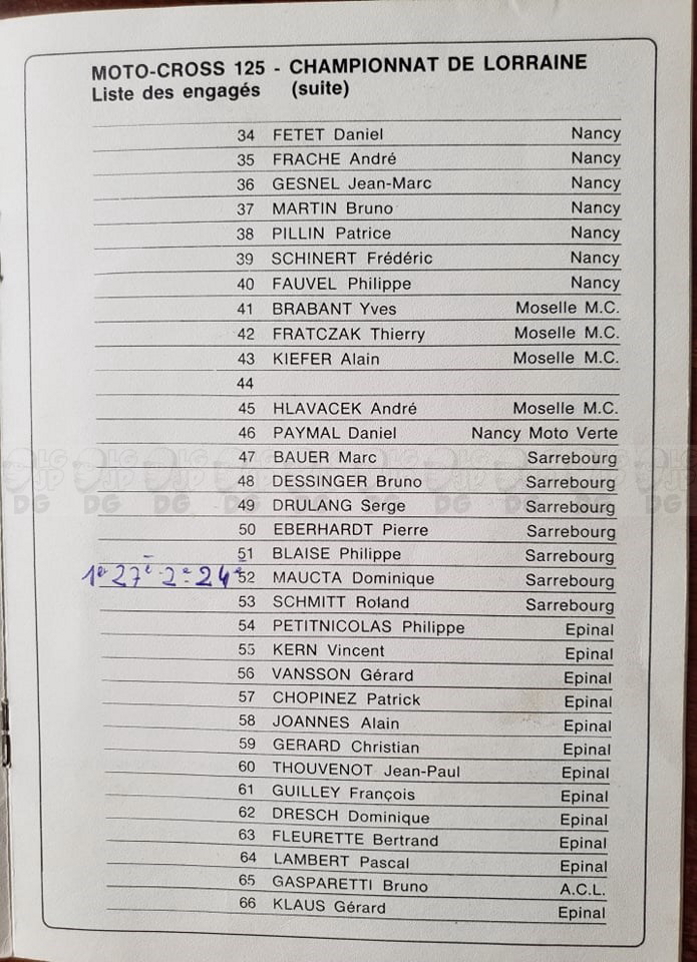 MOTO-CROSS 125 - CHAMPIONNAT DE LORRAINE
Liste des engagés (suite)
34 FETET Daniel Nancy
35 FRACHE André Nancy
36 GESNEL Jean-Marc Nancy
37 MARTIN Bruno Nancy
38 PILLIN Patrice Nancy
39 SCHINERT Frédéric Nancy
40 FAUVEL Philippe Nancy
41 BRABANT Yves Moselle M.C.
42 FRATCZAK Thierry Moselle M.C.
43 KIEFER Alain Moselle M.C.
44
45 HLAVACEK André Moselle M.C.
46 PAYMAL Daniel Nancy Moto Verte
47 BAUER Marc Sarrebourg
48 DESSINGER Bruno Sarrebourg
49 DRULANG Serge Sarrebourg
50 EBERHARDT Pierre Sarrebourg
51 BLAISE Philippe Sarrebourg
1e 27e - 2e 24e 52 MAUCTA Dominique Sarrebourg
53 SCHMITT Roland Sarrebourg
54 PETITNICOLAS Philippe Epinal
55 KERN Vincent Epinal
56 VANSSON Gérard Epinal
57 CHOPINEZ Patrick Epinal
58 JOANNES Alain Epinal
59 GERARD Christian Epinal
60 THOUVENOT Jean-Paul Epinal
61 GUILLEY François Epinal
62 DRESCH Dominique Epinal
63 FLEURETTE Bertrand Epinal
64 LAMBERT Pascal Epinal
65 GASPARETTI Bruno A.C.L.
66 KLAUS Gérard Epinal